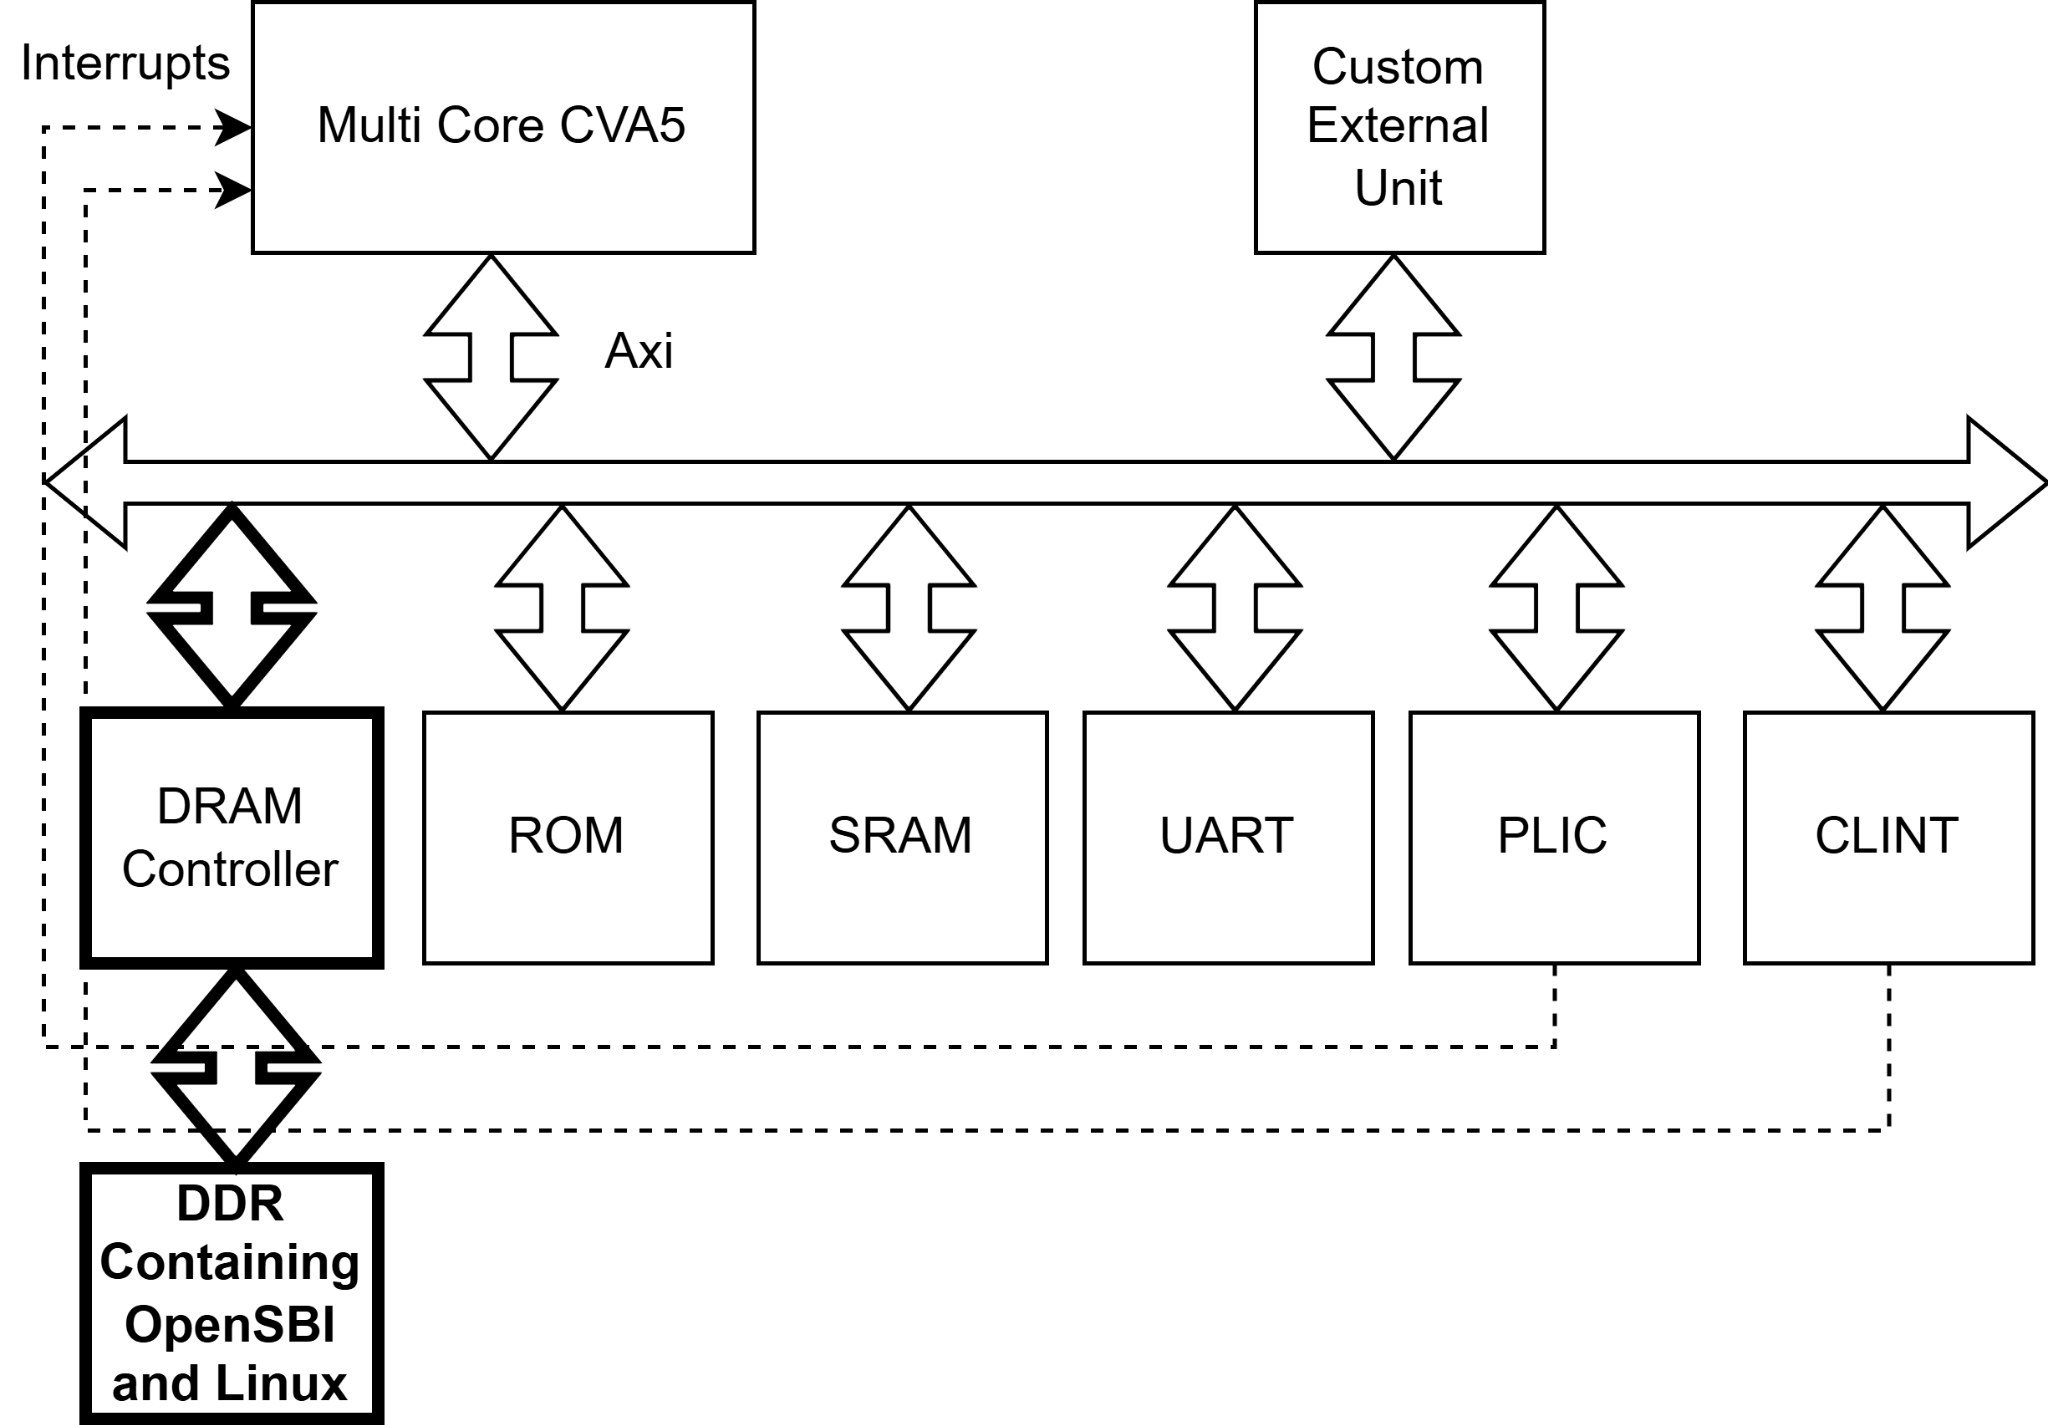 Interrupts
Multi Core CVA5
Custom
External
Unit
Axi
DRAM
Controller
ROM
SRAM
UART
PLIC
CLINT
DDR
Containing
OpenSBI
and Linux